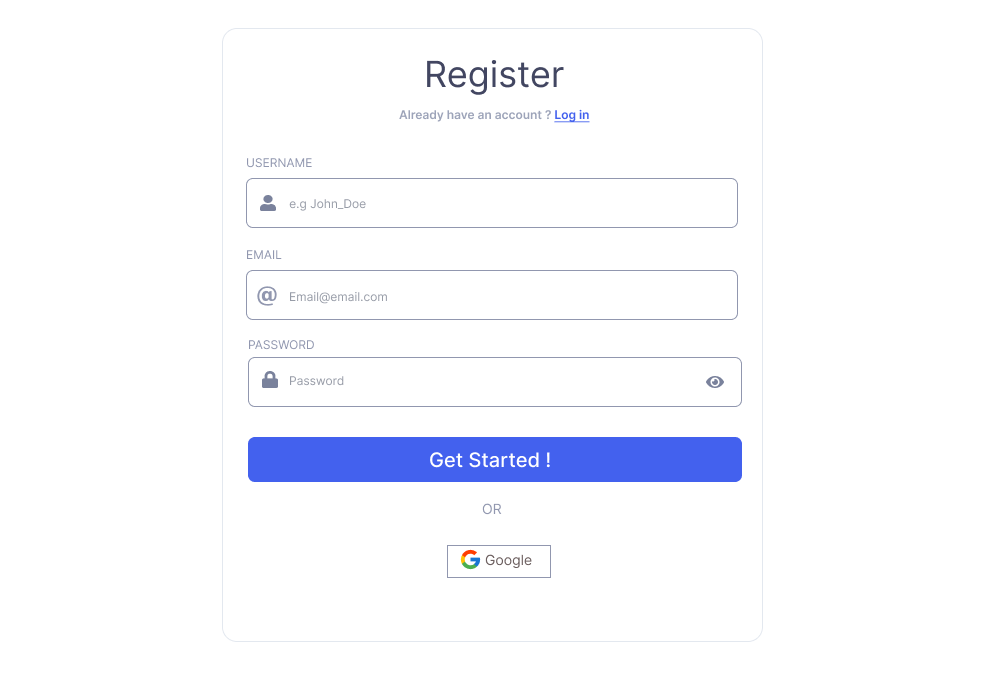 Register
Already have an account ? Log in
USERNAME
e.g John_Doe
EMAIL
@ Email@email.com
PASSWORD
Password
Get Started !
OR
Google